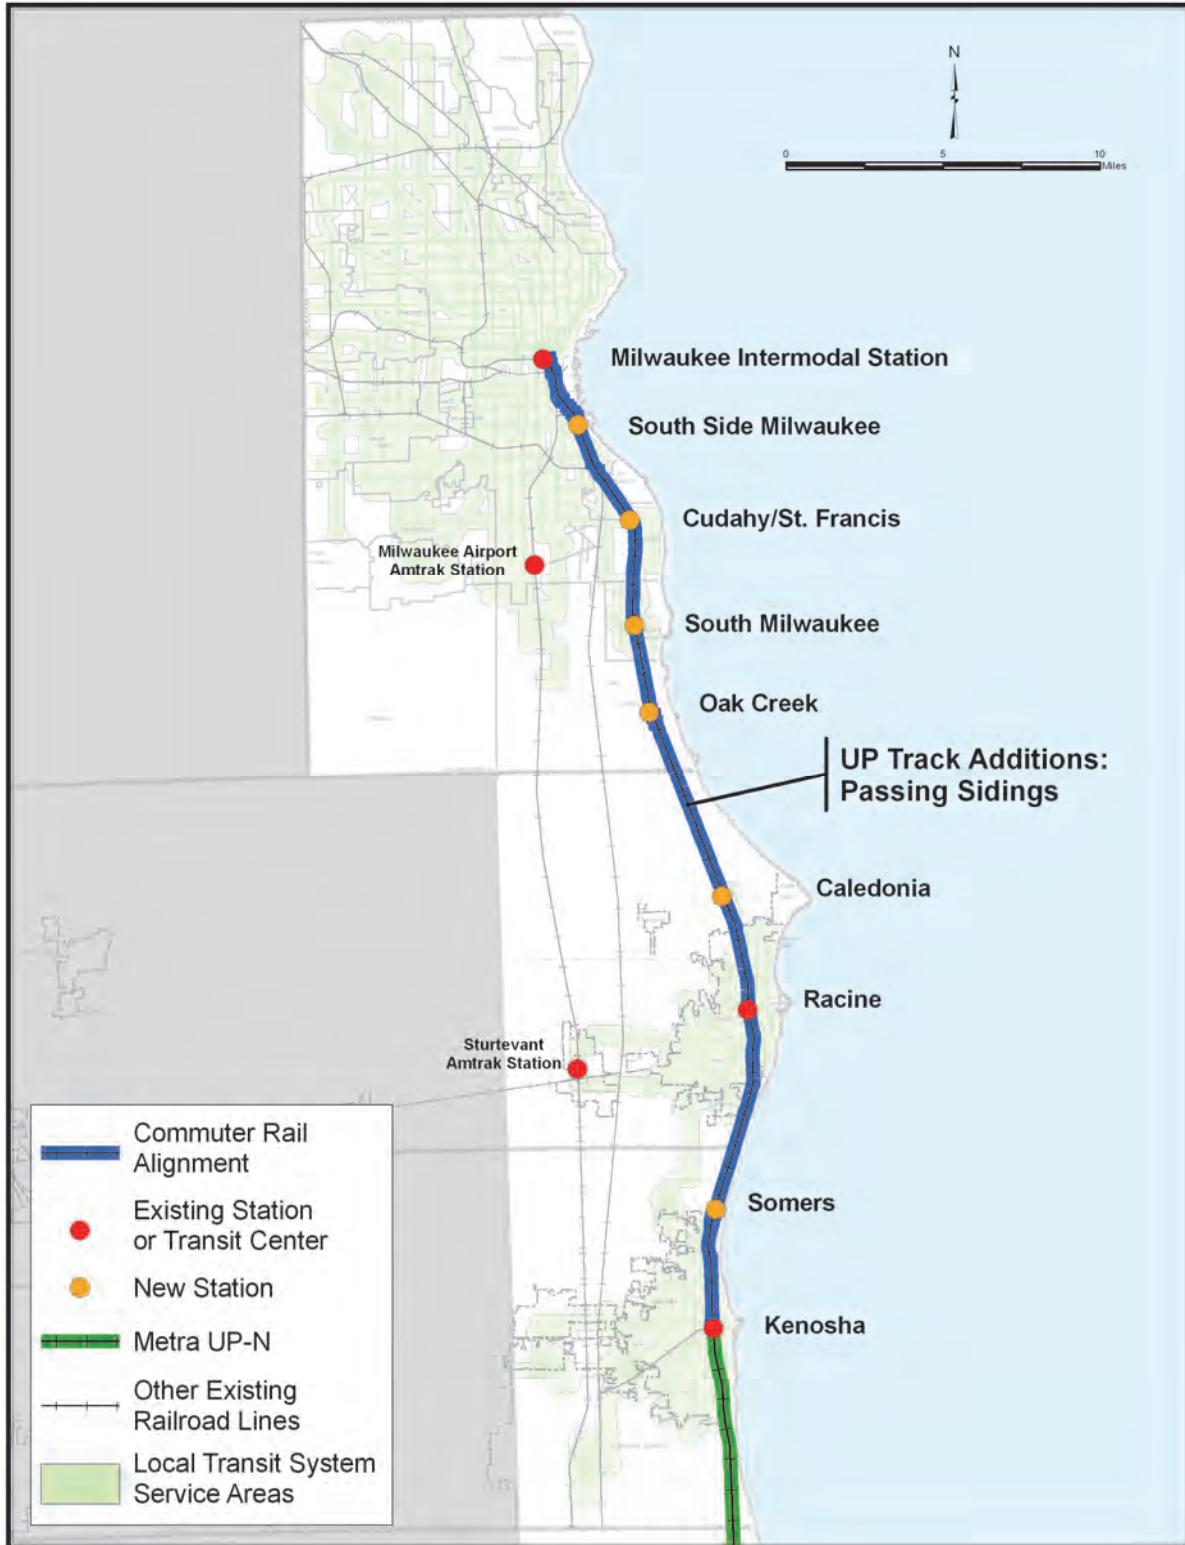 N
0
5
10
Miles
Milwaukee Intermodal Station
South Side Milwaukee
Cudahy/St. Francis
Milwaukee Airport
Amtrak Station
South Milwaukee
Oak Creek
UP Track Additions:
Passing Sidings
Caledonia
Racine
Sturtevant
Amtrak Station
Somers
Kenosha
Commuter Rail
Alignment
Existing Station
or Transit Center
New Station
Metra UP-N
Other Existing
Railroad Lines
Local Transit System
Service Areas